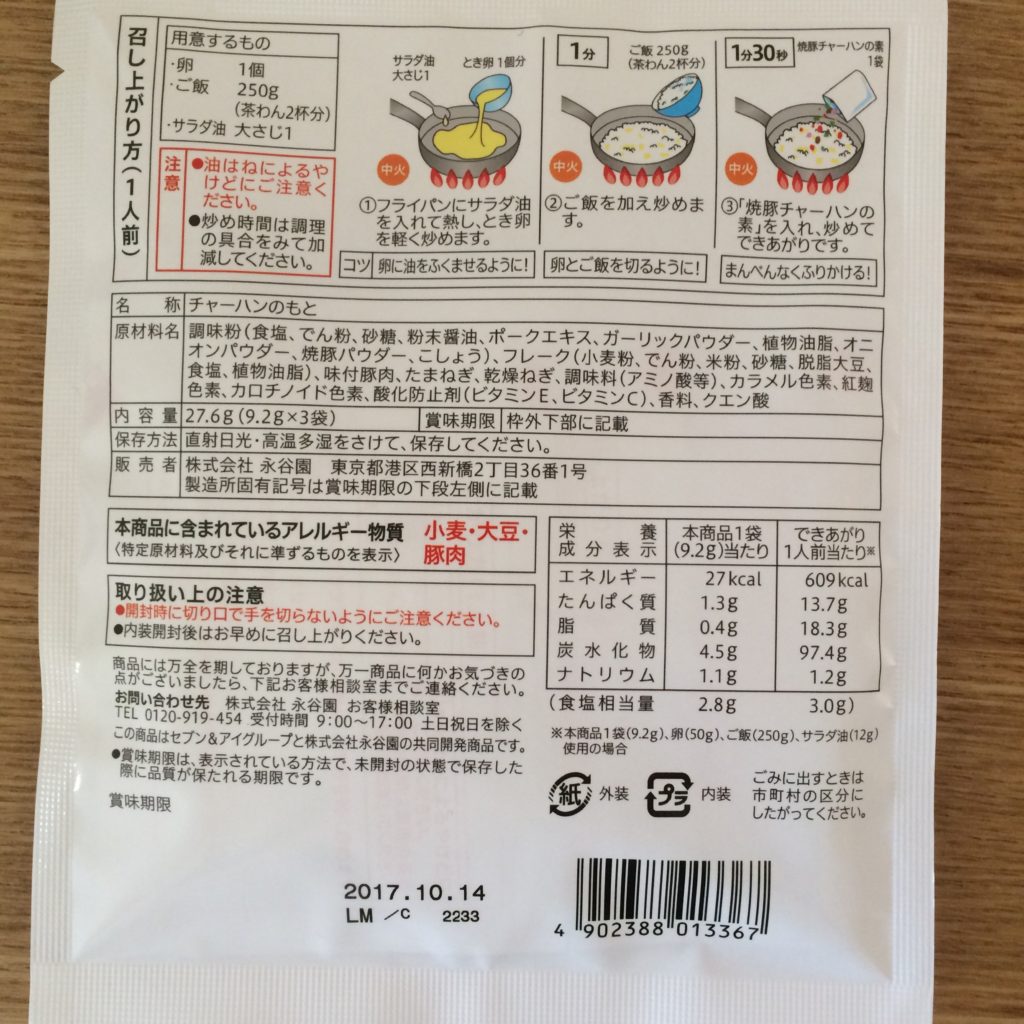 召し上がり方(1人前)
用意するもの
・卵 1個
・ご飯 250g
(茶わん2杯分)
・サラダ油 大さじ1
注意
●油はねによるや
けどにご注意く
ださい。
●炒め時間は調理
の具合をみて加
減してください。
サラダ油
大さじ1
とき卵 1個分
中火
①フライパンにサラダ油
を入れて熱し、とき卵
を軽く炒めます。
コツ 卵に油をふくませるように!
1分
ご飯 250g
(茶わん2杯分)
中火
②ご飯を加え炒めま
す。
卵とご飯を切るように!
1分30秒
焼豚チャーハンの素
1袋
中火
③「焼豚チャーハンの
素」を入れ、炒めて
できあがりです。
まんべんなくふりかける!
名称 チャーハンのもと
原材料名 調味粉(食塩、でん粉、砂糖、粉末醤油、ポークエキス、ガーリックパウダー、植物油脂、オニ
オンパウダー、焼豚パウダー、こしょう)、フレーク(小麦粉、でん粉、米粉、砂糖、脱脂大豆、
食塩、植物油脂)、味付豚肉、たまねぎ、乾燥ねぎ、調味料(アミノ酸等)、カラメル色素、紅麹
色素、カロチノイド色素、酸化防止剤(ビタミンE、ビタミンC)、香料、クエン酸
内容量 27.6g(9.2g×3袋) 賞味期限 枠外下部に記載
保存方法 直射日光・高温多湿をさけて、保存してください。
販売者 株式会社 永谷園 東京都港区西新橋2丁目36番1号
製造所固有記号は賞味期限の下段左側に記載
本商品に含まれているアレルギー物質 小麦・大豆・
〈特定原材料及びそれに準ずるものを表示〉 豚肉
取り扱い上の注意
●開封時に切り口で手を切らないようにご注意ください。
●内装開封後はお早めに召し上がりください。
商品には万全を期しておりますが、万一商品に何かお気づきの
点がございましたら、下記お客様相談室までご連絡ください。
お問い合わせ先 株式会社 永谷園 お客様相談室
TEL 0120-919-454 受付時間 9:00~17:00 土日祝日を除く
この商品はセブン&アイグループと株式会社永谷園の共同開発商品です。
●賞味期限は、表示されている方法で、未開封の状態で保存した
際に品質が保たれる期限です。
賞味期限
栄養 本商品1袋 できあがり
成分表示 (9.2g)当たり 1人前当たり※
エネルギー 27kcal 609kcal
たんぱく質 1.3g 13.7g
脂質 0.4g 18.3g
炭水化物 4.5g 97.4g
ナトリウム 1.1g 1.2g
(食塩相当量 2.8g 3.0g)
※本商品1袋(9.2g)、卵(50g)、ご飯(250g)、サラダ油(12g)
使用の場合
紙 外装
プラ 内装
ごみに出すときは
市町村の区分に
したがってください。
2017.10.14
LM /C 2233
4 902388 013367